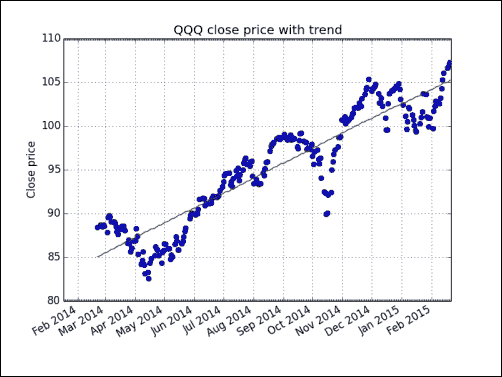 QQQ close price with trend
110
105
100
95
90
85
80
Close price
Feb 2014
Mar 2014
Apr 2014
May 2014
Jun 2014
Jul 2014
Aug 2014
Sep 2014
Oct 2014
Nov 2014
Dec 2014
Jan 2015
Feb 2015